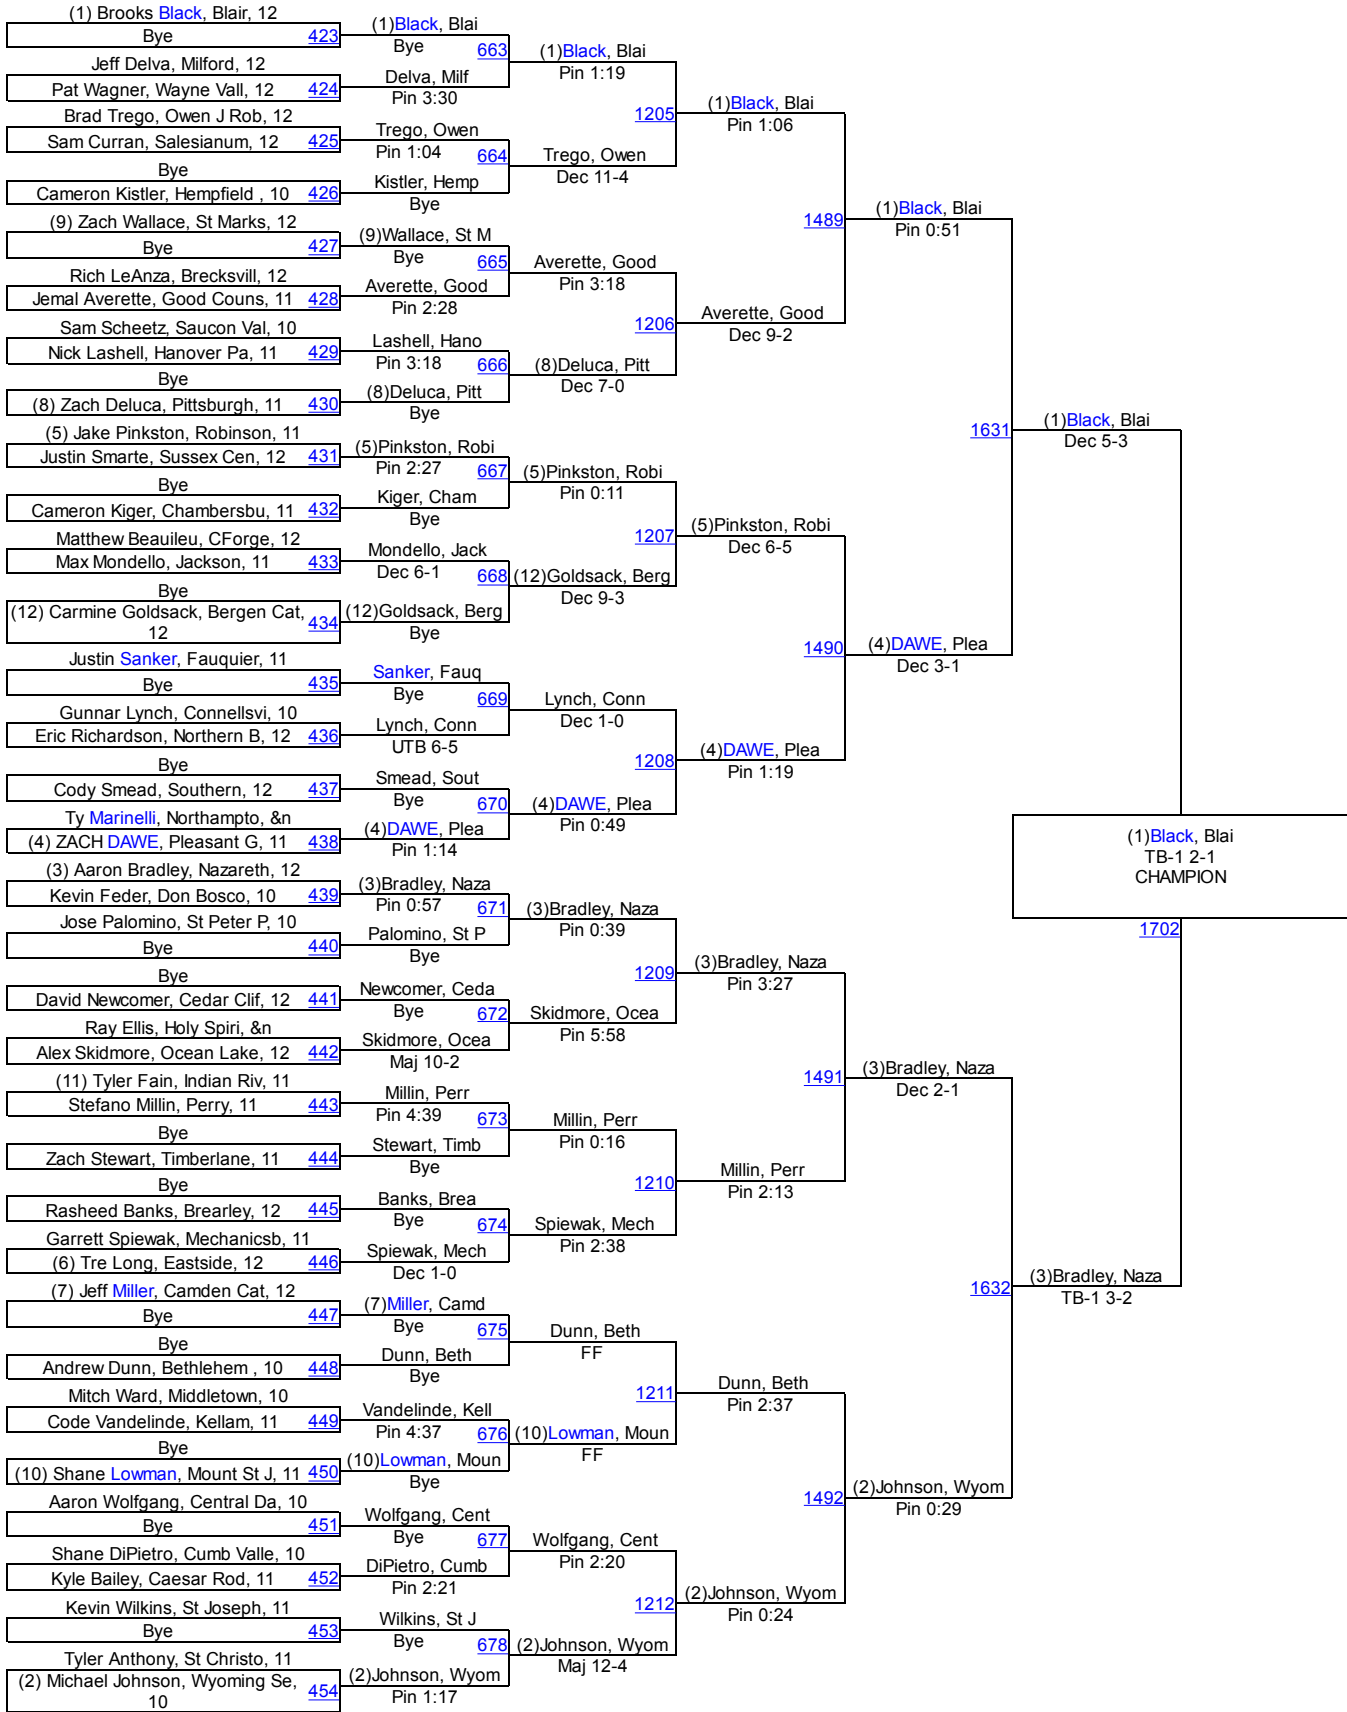 (1) Brooks Black, Blair, 12
Bye 423
Jeff Delva, Milford, 12
Pat Wagner, Wayne Vall, 12 424
Brad Trego, Owen J Rob, 12
Sam Curran, Salesianum, 12 425
Bye
Cameron Kistler, Hempfield , 10 426
(9) Zach Wallace, St Marks, 12
Bye 427
Rich LeAnza, Brecksvill, 12
Jemal Averette, Good Couns, 11 428
Sam Scheetz, Saucon Val, 10
Nick Lashell, Hanover Pa, 11 429
Bye
(8) Zach Deluca, Pittsburgh, 11 430
(5) Jake Pinkston, Robinson, 11
Justin Smarte, Sussex Cen, 12 431
Bye
Cameron Kiger, Chambersbu, 11 432
Matthew Beauileu, CForge, 12
Max Mondello, Jackson, 11 433
Bye
(12) Carmine Goldsack, Bergen Cat,
12 434
Justin Sanker, Fauquier, 11
Bye 435
Gunnar Lynch, Connellsvi, 10
Eric Richardson, Northern B, 12 436
Bye
Cody Smead, Southern, 12 437
Ty Marinelli, Northampto, &n
(4) ZACH DAWE, Pleasant G, 11 438
(3) Aaron Bradley, Nazareth, 12
Kevin Feder, Don Bosco, 10 439
Jose Palomino, St Peter P, 10
Bye 440
Bye
David Newcomer, Cedar Clif, 12 441
Ray Ellis, Holy Spiri, &n
Alex Skidmore, Ocean Lake, 12 442
(11) Tyler Fain, Indian Riv, 11
Stefano Millin, Perry, 11 443
Bye
Zach Stewart, Timberlane, 11 444
Bye
Rasheed Banks, Brearley, 12 445
Garrett Spiewak, Mechanicsb, 11
(6) Tre Long, Eastside, 12 446
(7) Jeff Miller, Camden Cat, 12
Bye 447
Bye
Andrew Dunn, Bethlehem , 10 448
Mitch Ward, Middletown, 10
Code Vandelinde, Kellam, 11 449
Bye
(10) Shane Lowman, Mount St J, 11 450
Aaron Wolfgang, Central Da, 10
Bye 451
Shane DiPietro, Cumb Valle, 10
Kyle Bailey, Caesar Rod, 11 452
Kevin Wilkins, St Joseph, 11
Bye 453
Tyler Anthony, St Christo, 11
(2) Michael Johnson, Wyoming Se,
10 454
(1)Black, Blai
Bye 663
Delva, Milf
Pin 3:30
Trego, Owen
Pin 1:04 664
Kistler, Hemp
Bye
(9)Wallace, St M
Bye 665
Averette, Good
Pin 2:28
Lashell, Hano
Pin 3:18 666
(8)Deluca, Pitt
Bye
(5)Pinkston, Robi
Pin 2:27 667
Kiger, Cham
Bye
Mondello, Jack
Dec 6-1 668
(12)Goldsack, Berg
Bye
Sanker, Fauq
Bye 669
Lynch, Conn
UTB 6-5
Smead, Sout
Bye 670
(4)DAWE, Plea
Pin 1:14
(3)Bradley, Naza
Pin 0:57 671
Palomino, St P
Bye
Newcomer, Ceda
Bye 672
Skidmore, Ocea
Maj 10-2
Millin, Perr
Pin 4:39 673
Stewart, Timb
Bye
Banks, Brea
Bye 674
Spiewak, Mech
Dec 1-0
(7)Miller, Camd
Bye 675
Dunn, Beth
Bye
Vandelinde, Kell
Pin 4:37 676
(10)Lowman, Moun
Bye
Wolfgang, Cent
Bye 677
DiPietro, Cumb
Pin 2:21
Wilkins, St J
Bye 678
(2)Johnson, Wyom
Pin 1:17
(1)Black, Blai
Pin 1:19
1205
Trego, Owen
Dec 11-4
Averette, Good
Pin 3:18
1206
(8)Deluca, Pitt
Dec 7-0
(5)Pinkston, Robi
Pin 0:11
1207
(12)Goldsack, Berg
Dec 9-3
Lynch, Conn
Dec 1-0
1208
(4)DAWE, Plea
Pin 0:49
(3)Bradley, Naza
Pin 0:39
1209
Skidmore, Ocea
Pin 5:58
Millin, Perr
Pin 0:16
1210
Spiewak, Mech
Pin 2:38
Dunn, Beth
FF
1211
(10)Lowman, Moun
FF
Wolfgang, Cent
Pin 2:20
1212
(2)Johnson, Wyom
Maj 12-4
(1)Black, Blai
Pin 1:06
1489
Averette, Good
Dec 9-2
(5)Pinkston, Robi
Dec 6-5
1490
(4)DAWE, Plea
Pin 1:19
(3)Bradley, Naza
Pin 3:27
1491
Millin, Perr
Pin 2:13
Dunn, Beth
Pin 2:37
1492
(2)Johnson, Wyom
Pin 0:24
(1)Black, Blai
Pin 0:51
1631
(4)DAWE, Plea
Dec 3-1
(3)Bradley, Naza
Dec 2-1
1632
(2)Johnson, Wyom
Pin 0:29
(1)Black, Blai
Dec 5-3
(3)Bradley, Naza
TB-1 3-2
(1)Black, Blai
TB-1 2-1
CHAMPION
1702